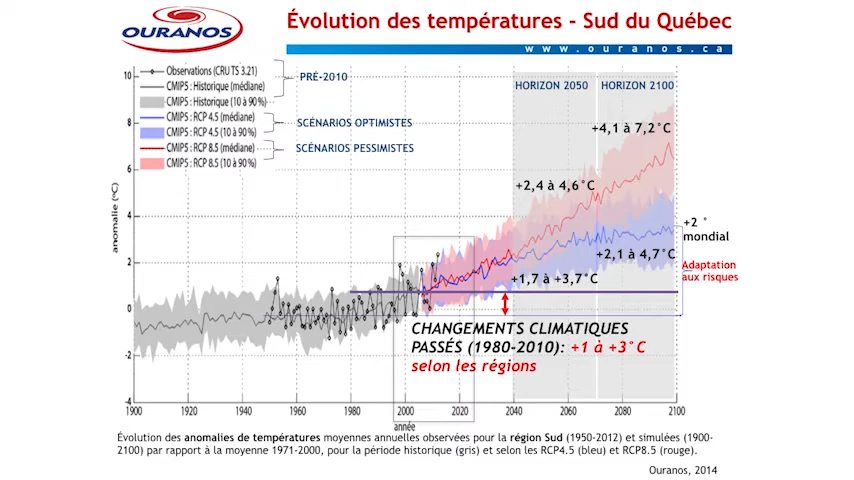 OURANOS
Évolution des températures - Sud du Québec
www.ouranos.ca
10
8
6
4
2
0
-2
-4
anomalie (°C)
Observations (CRU TS 3.21)
CMIP5 : Historique (médiane)
CMIP5 : Historique (10 à 90 %)
CMIP5 : RCP 4.5 (médiane)
CMIP5 : RCP 4.5 (10 à 90 %)
CMIP5 : RCP 8.5 (médiane)
CMIP5 : RCP 8.5 (10 à 90 %)
PRÉ-2010
SCÉNARIOS OPTIMISTES
SCÉNARIOS PESSIMISTES
HORIZON 2050
HORIZON 2100
+4,1 à 7,2°C
+2,4 à 4,6°C
+2,1 à 4,7°C
+1,7 à +3,7°C
+2 °
mondial
Adaptation
aux risques
CHANGEMENTS CLIMATIQUES
PASSÉS (1980-2010): +1 à +3°C
selon les régions
1900
1920
1940
1960
1980
2000
2020
2040
2060
2080
2100
année
Évolution des anomalies de températures moyennes annuelles observées pour la région Sud (1950-2012) et simulées (1900-
2100) par rapport à la moyenne 1971-2000, pour la période historique (gris) et selon les RCP4.5 (bleu) et RCP8.5 (rouge).
Ouranos, 2014